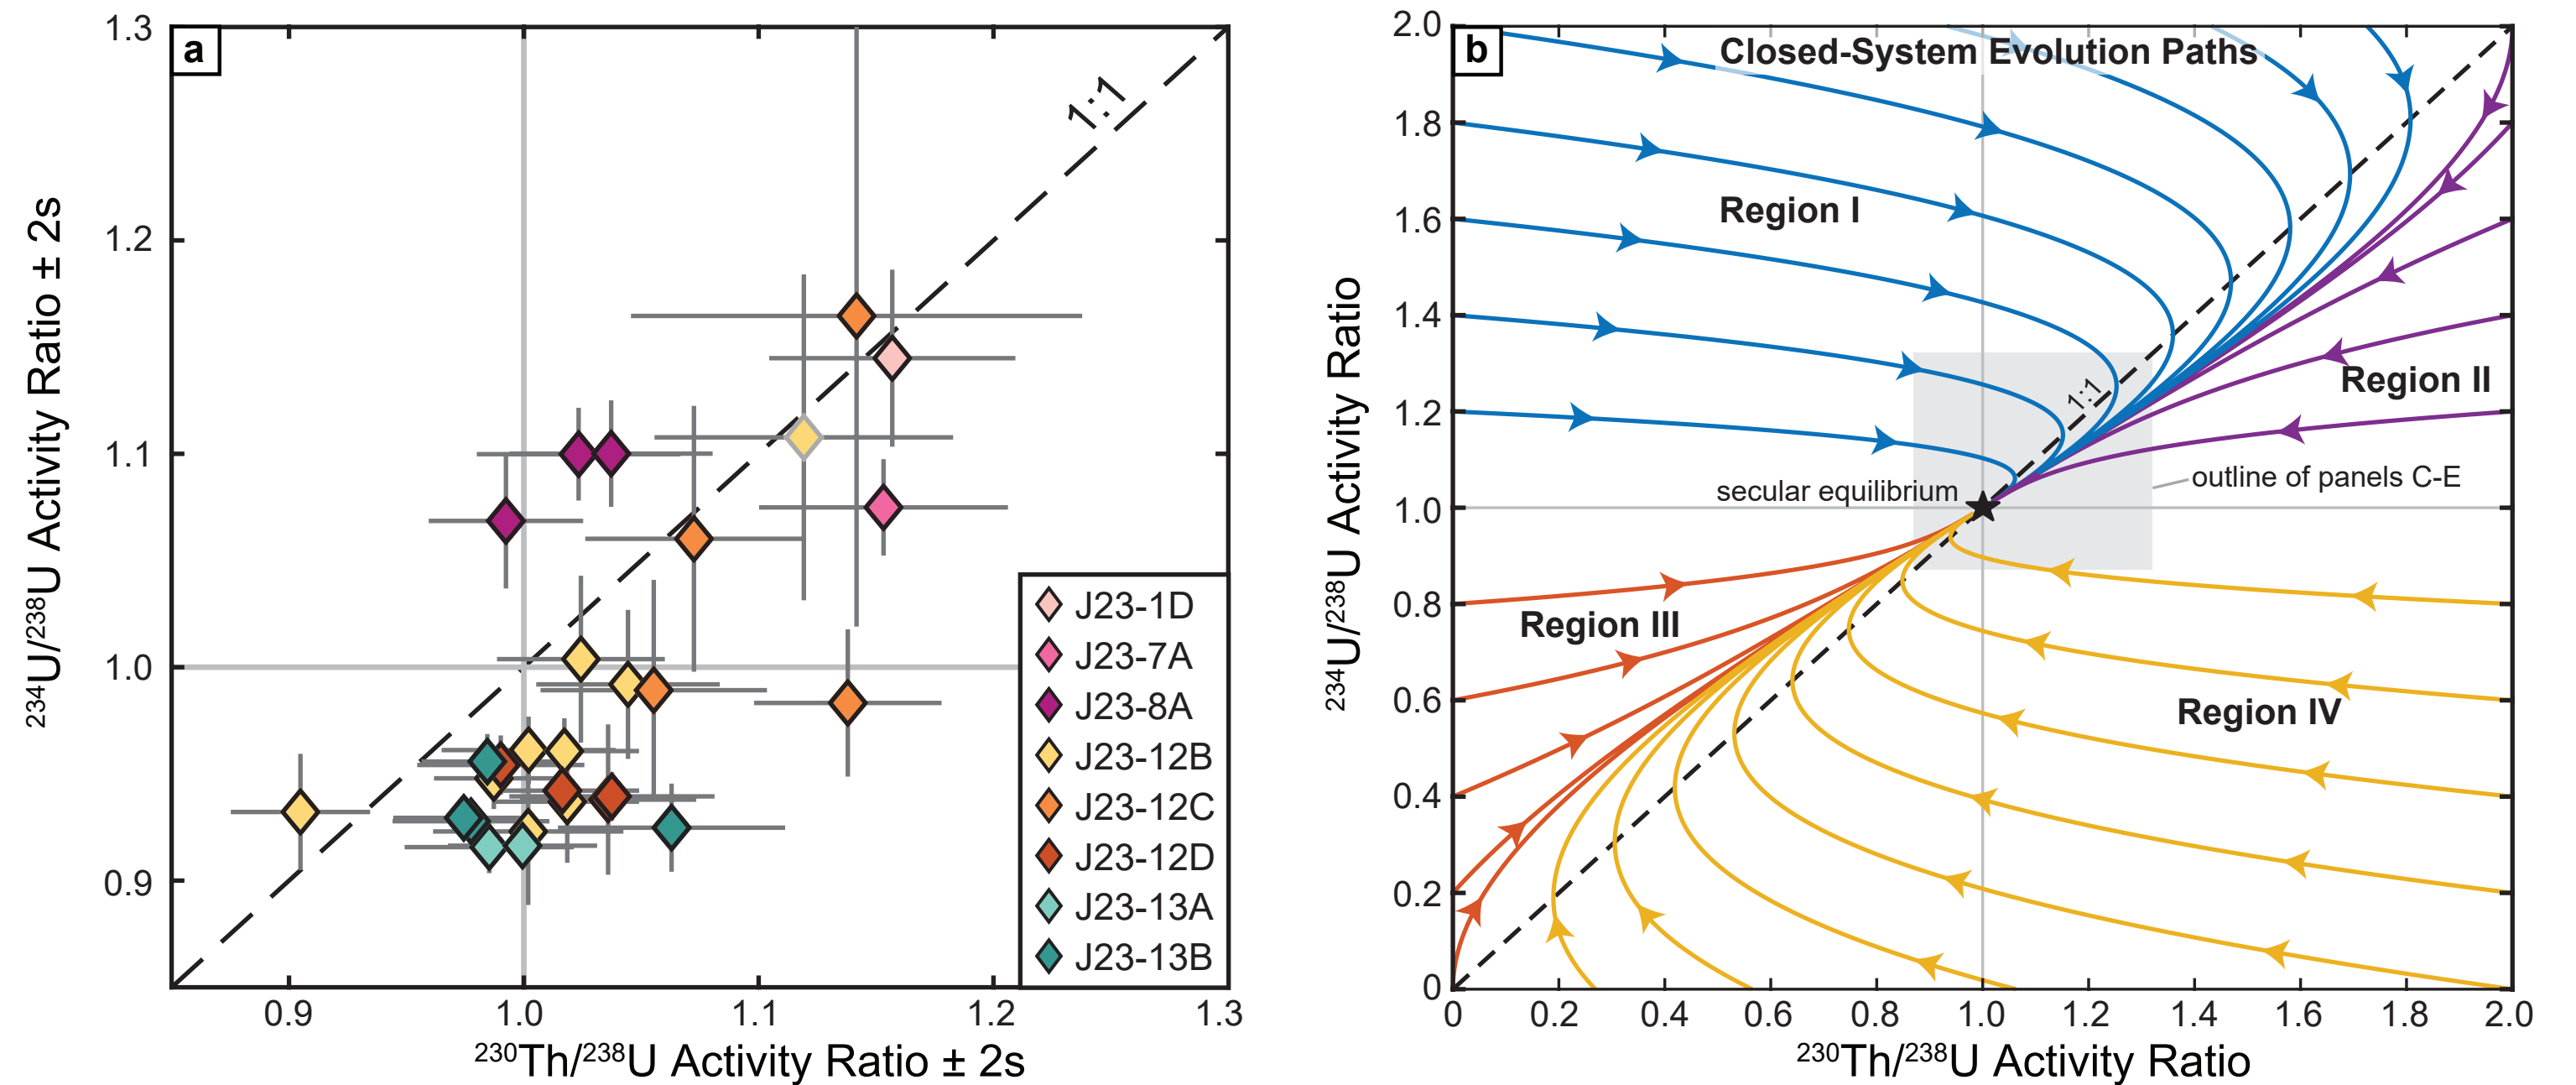 a
1.3
1.2
1.1
1.0
0.9
²³⁴U/²³⁸U Activity Ratio ± 2s
1:1
J23-1D
J23-7A
J23-8A
J23-12B
J23-12C
J23-12D
J23-13A
J23-13B
0.9
1.0
1.1
1.2
1.3
²³⁰Th/²³⁸U Activity Ratio ± 2s
b
Closed-System Evolution Paths
2.0
1.8
1.6
1.4
1.2
1.0
0.8
0.6
0.4
0.2
0
²³⁴U/²³⁸U Activity Ratio
Region I
1:1
Region II
outline of panels C-E
secular equilibrium
Region III
Region IV
0
0.2
0.4
0.6
0.8
1.0
1.2
1.4
1.6
1.8
2.0
²³⁰Th/²³⁸U Activity Ratio